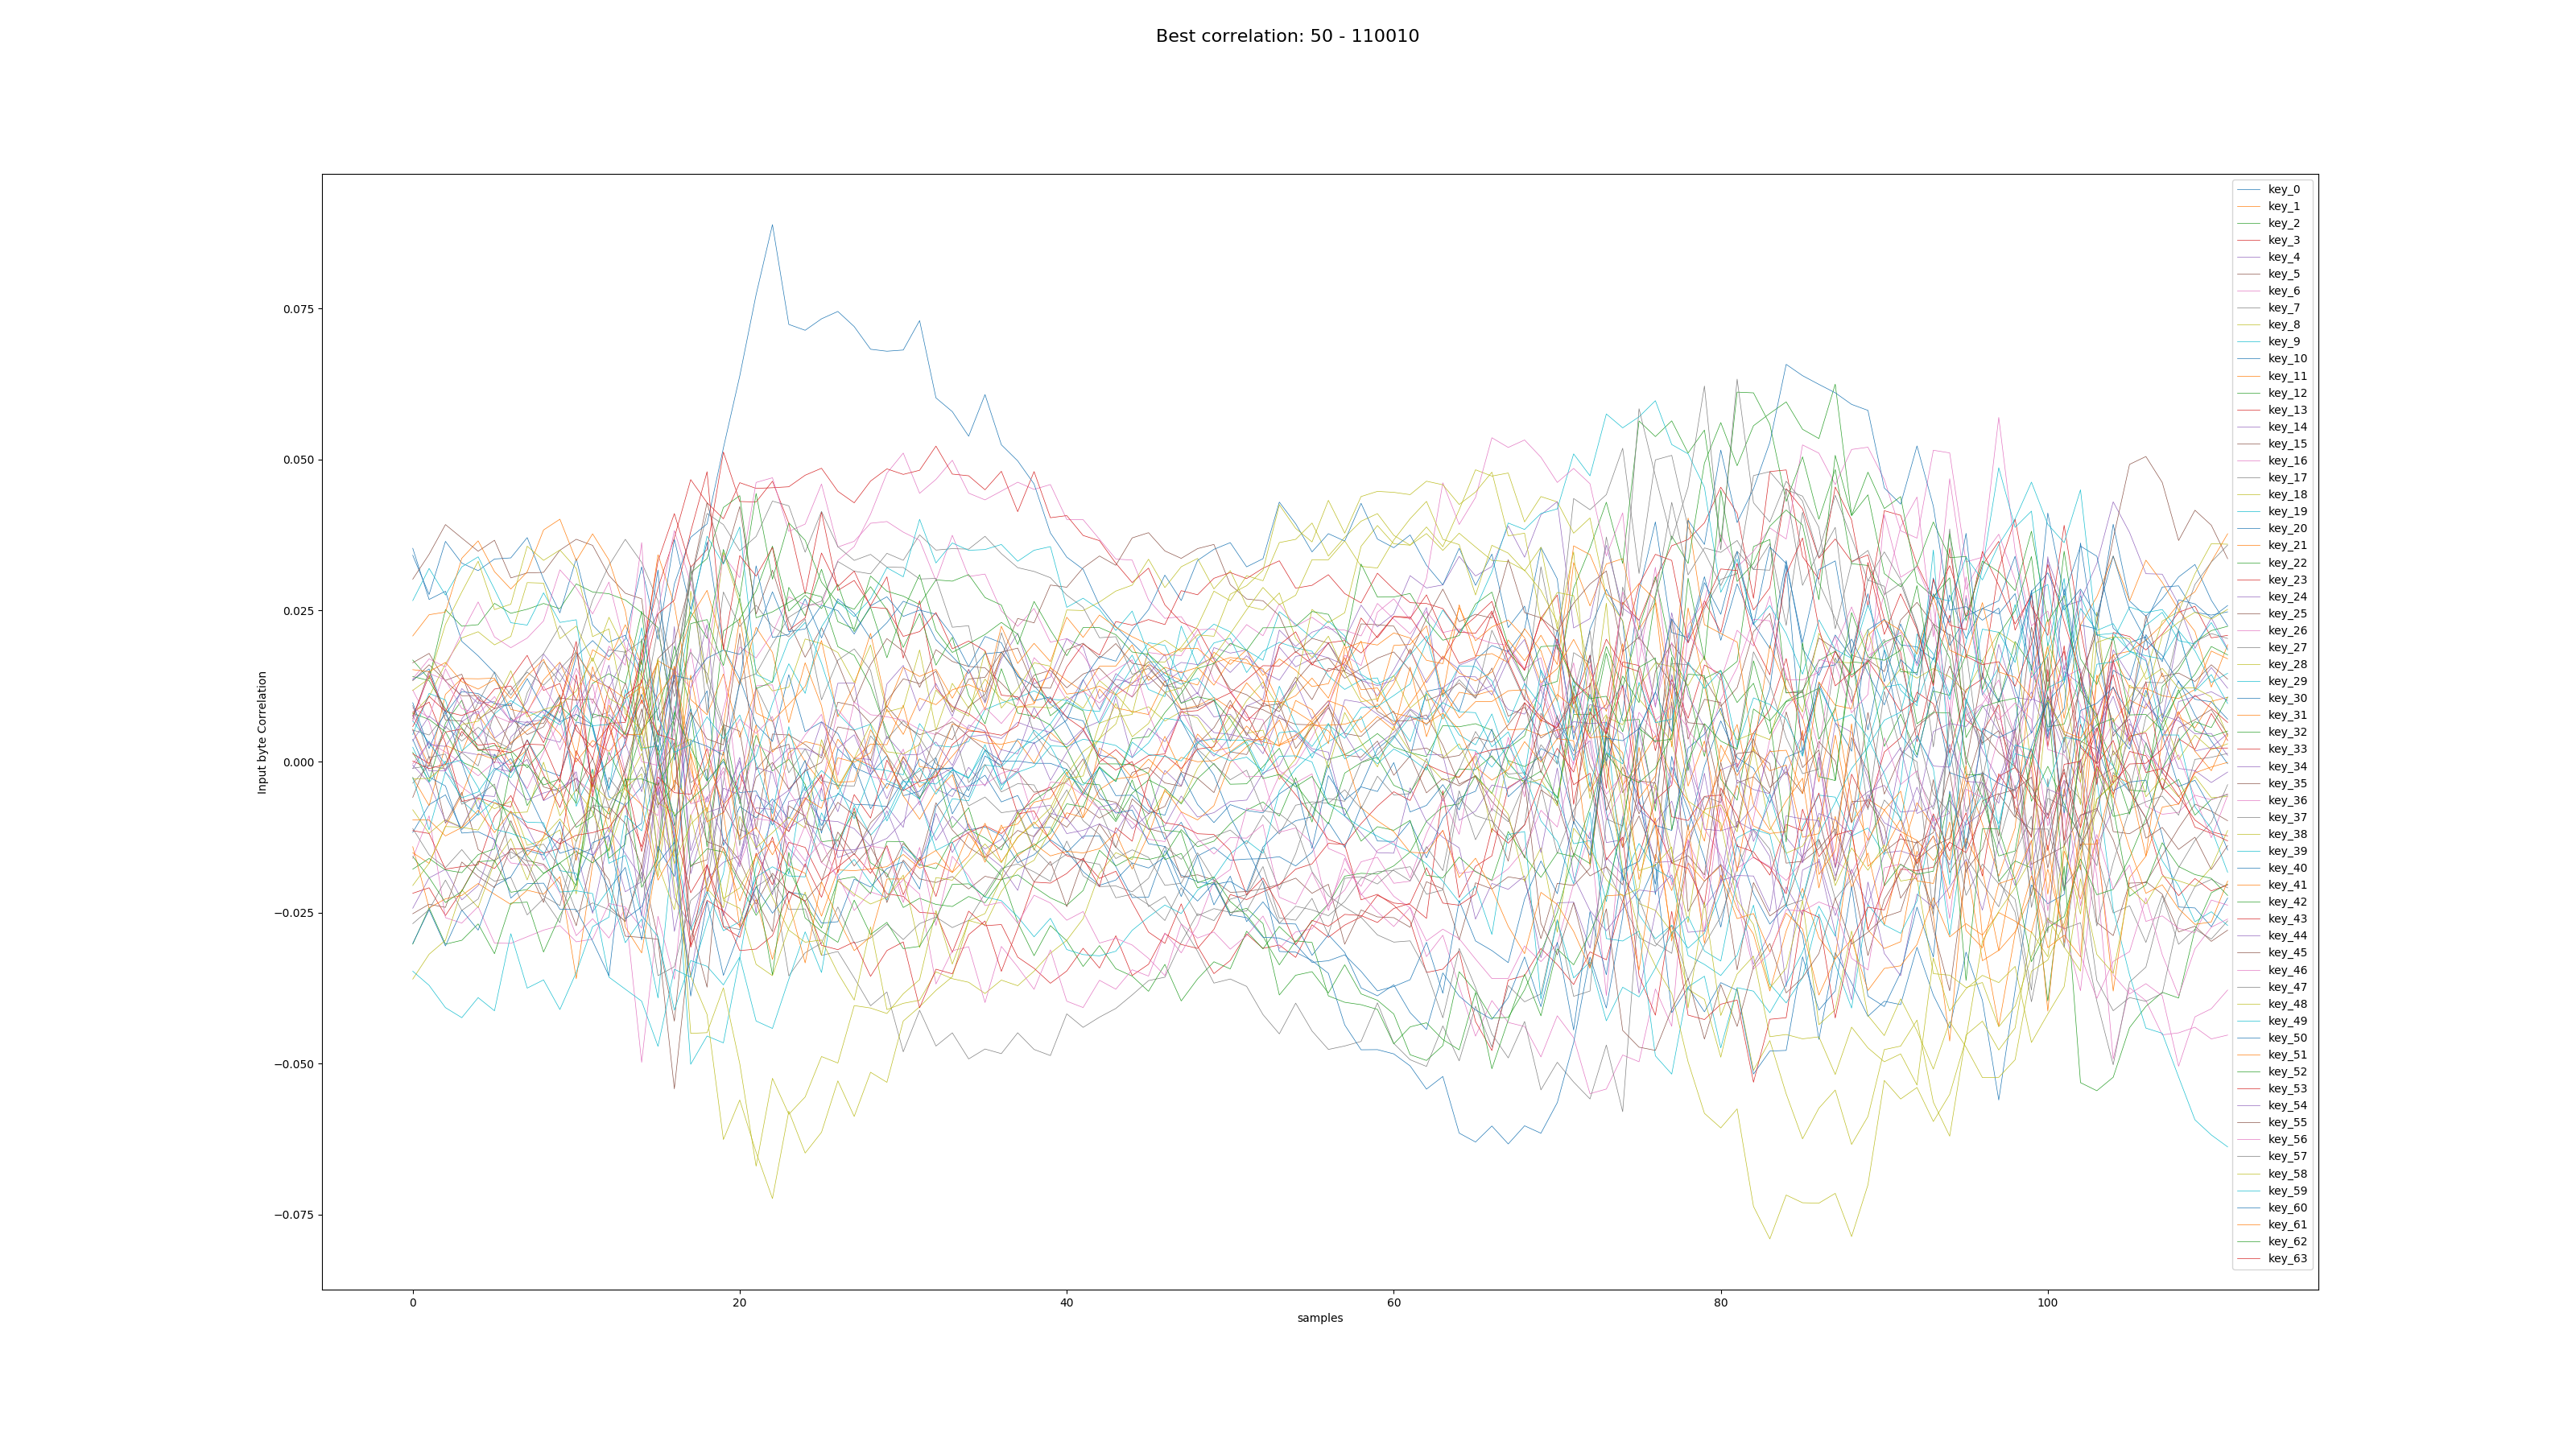 Best correlation: 50 - 110010
0.075
0.050
0.025
0.000
−0.025
−0.050
−0.075
Input byte Correlation
0 20 40 60 80 100
samples
key_0
key_1
key_2
key_3
key_4
key_5
key_6
key_7
key_8
key_9
key_10
key_11
key_12
key_13
key_14
key_15
key_16
key_17
key_18
key_19
key_20
key_21
key_22
key_23
key_24
key_25
key_26
key_27
key_28
key_29
key_30
key_31
key_32
key_33
key_34
key_35
key_36
key_37
key_38
key_39
key_40
key_41
key_42
key_43
key_44
key_45
key_46
key_47
key_48
key_49
key_50
key_51
key_52
key_53
key_54
key_55
key_56
key_57
key_58
key_59
key_60
key_61
key_62
key_63